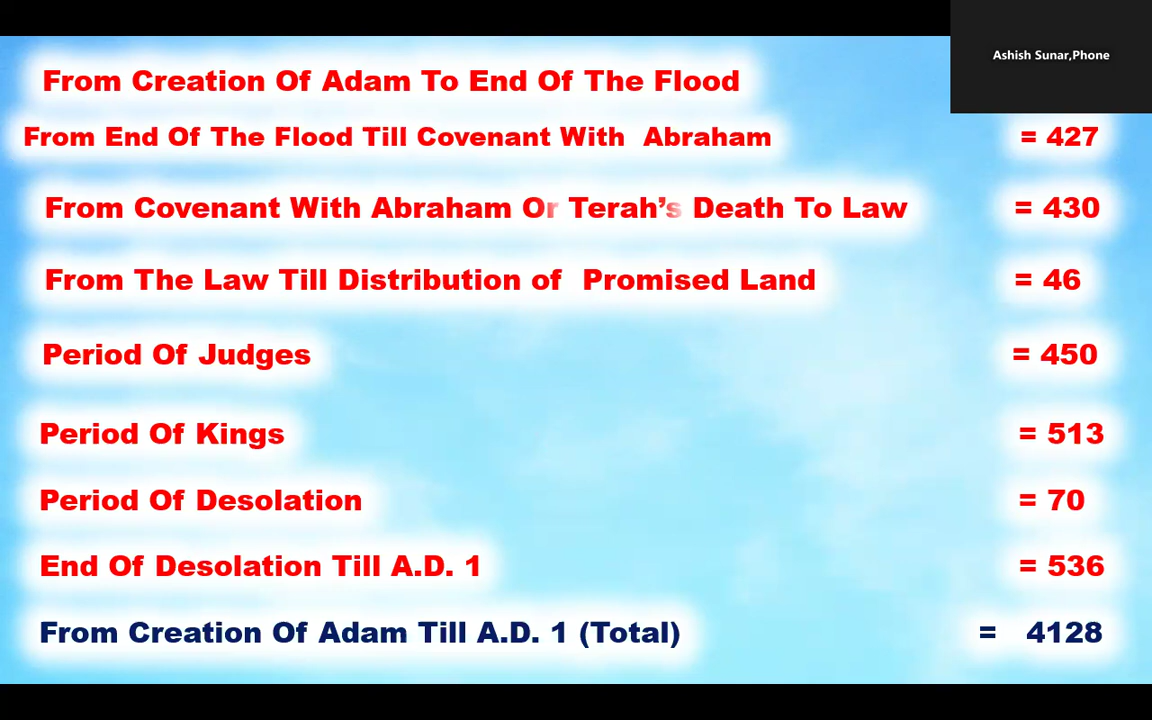 Ashish Sunar,Phone
From Creation Of Adam To End Of The Flood
From End Of The Flood Till Covenant With Abraham = 427
From Covenant With Abraham Or Terah’s Death To Law = 430
From The Law Till Distribution of Promised Land = 46
Period Of Judges = 450
Period Of Kings = 513
Period Of Desolation = 70
End Of Desolation Till A.D. 1 = 536
From Creation Of Adam Till A.D. 1 (Total) = 4128